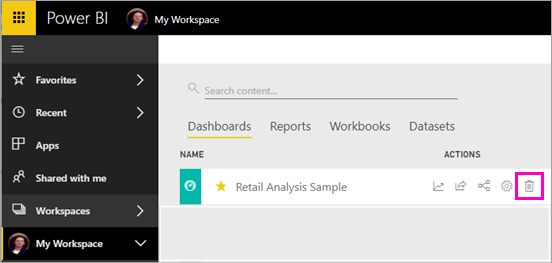 Power BI
My Workspace
Favorites
Recent
Apps
Shared with me
Workspaces
My Workspace
Search content...
Dashboards Reports Workbooks Datasets
NAME ACTIONS
Retail Analysis Sample